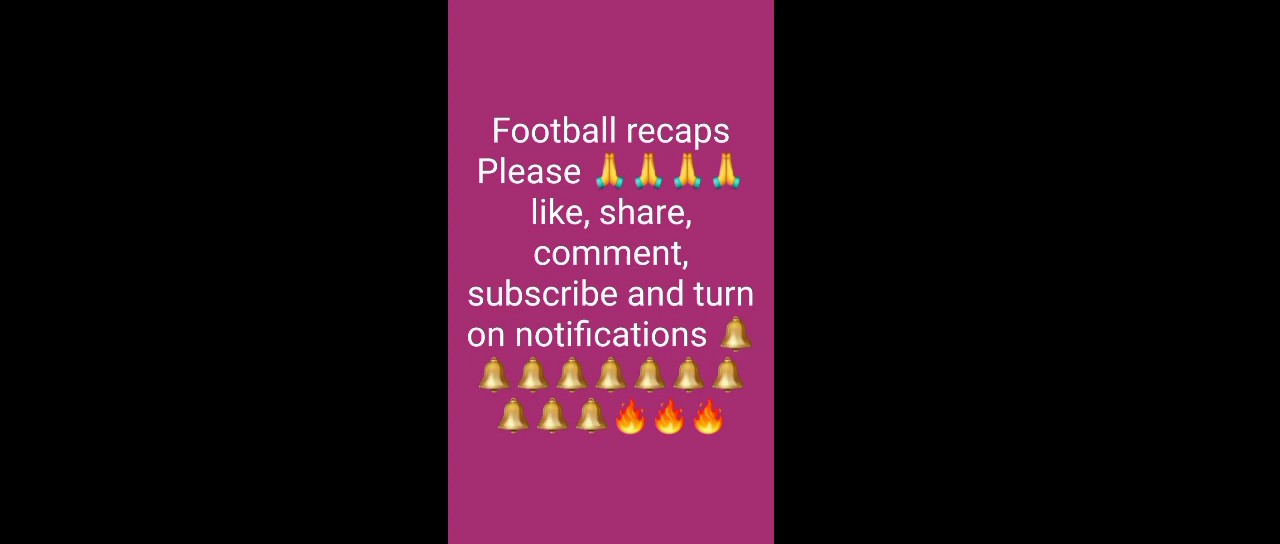 Football recaps
Please 🙏🙏🙏🙏
like, share,
comment,
subscribe and turn
on notifications 🔔
🔔🔔🔔🔔🔔🔔🔔
🔔🔔🔔🔥🔥🔥